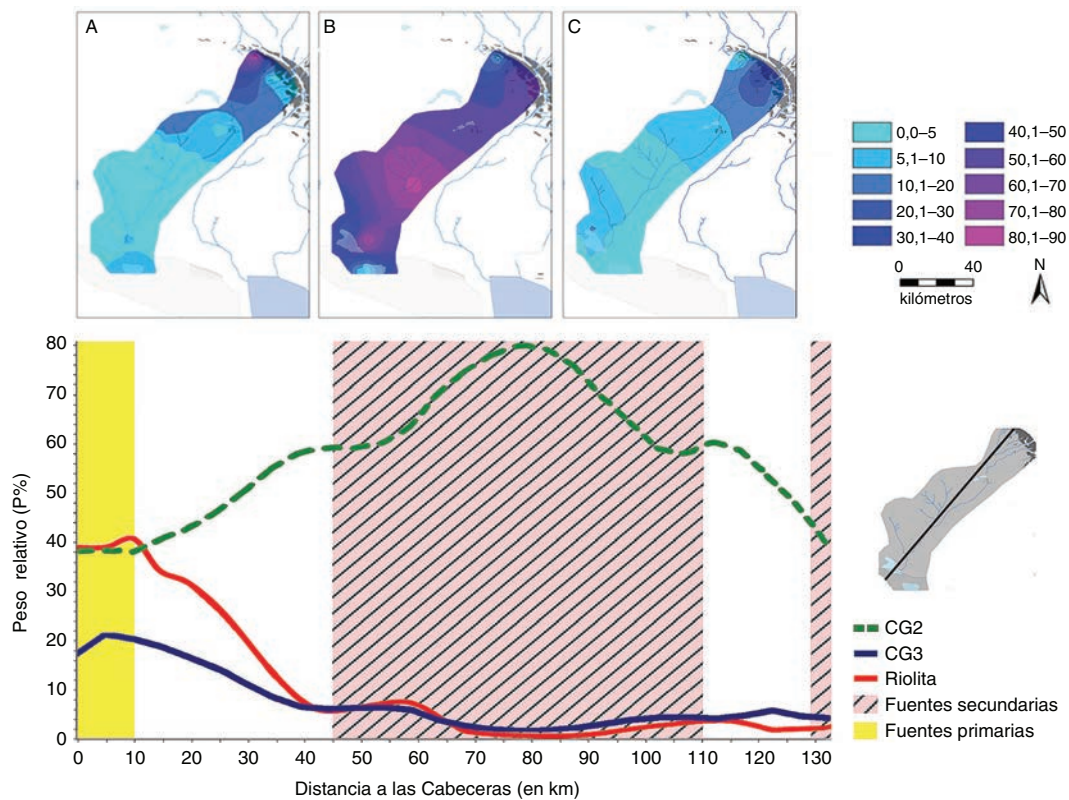 A
B
C
0,0–5
5,1–10
10,1–20
20,1–30
30,1–40
40,1–50
50,1–60
60,1–70
70,1–80
80,1–90
0 40
kilómetros
N
Peso relativo (P%)
80
70
60
50
40
30
20
10
0
0 10 20 30 40 50 60 70 80 90 100 110 120 130
Distancia a las Cabeceras (en km)
CG2
CG3
Riolita
Fuentes secundarias
Fuentes primarias